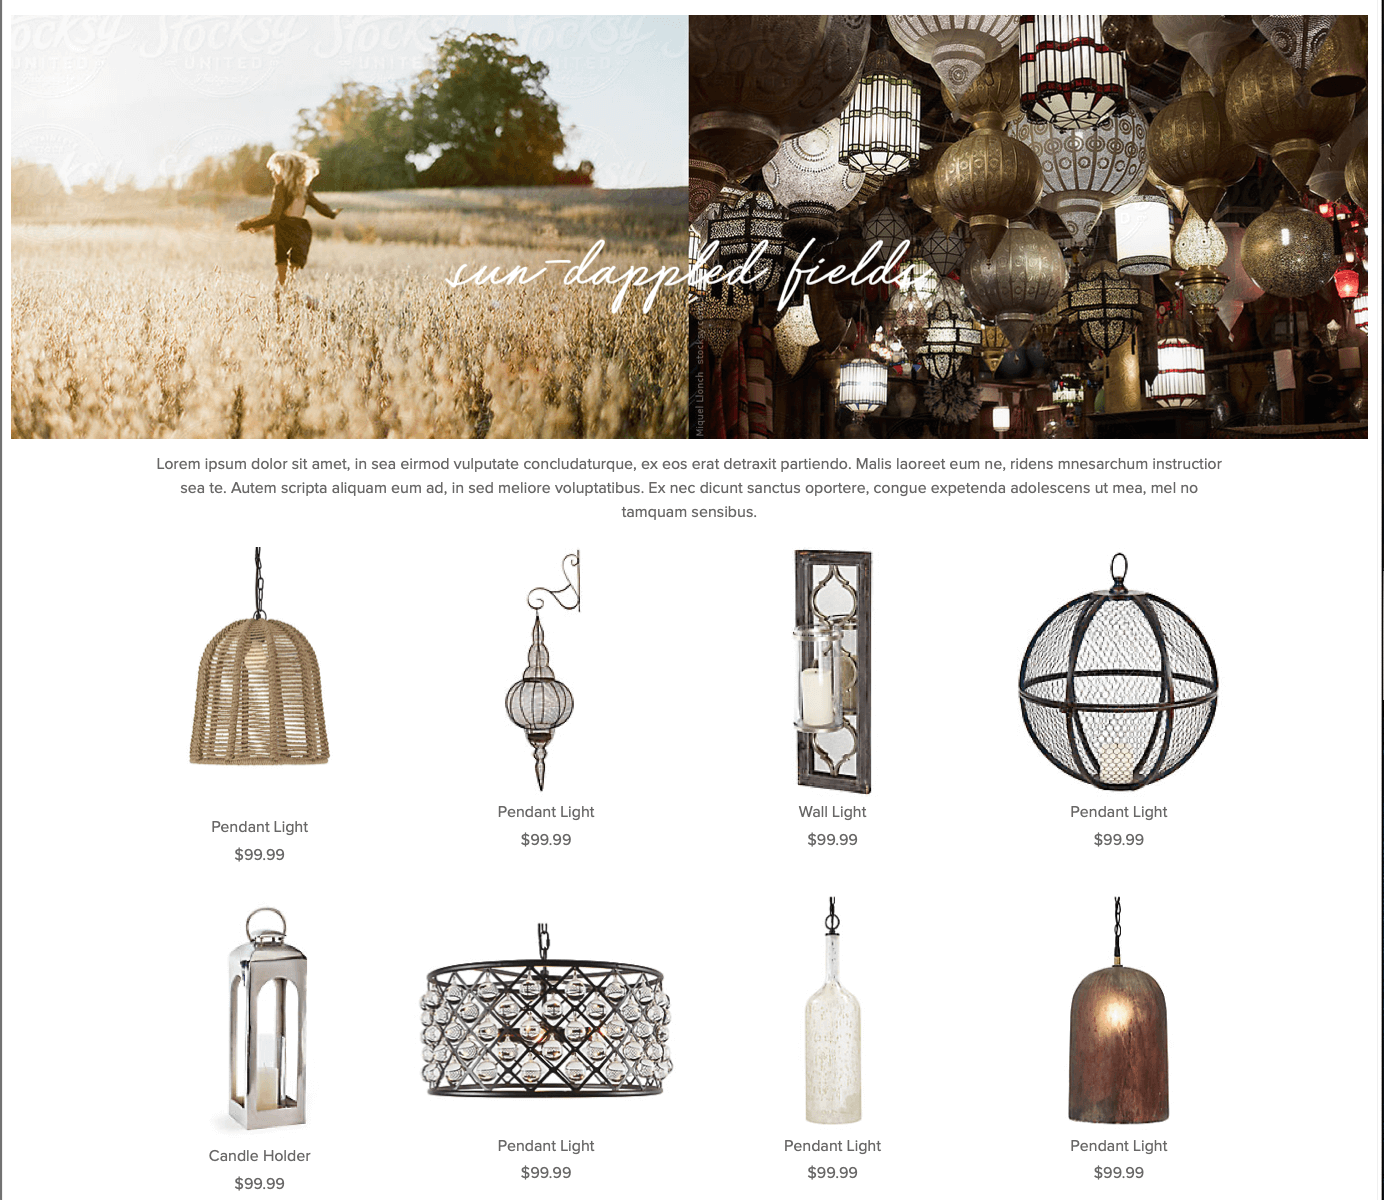 Stocksy
UNITED
sun-dappled fields
Miquel Llonch stocks
Lorem ipsum dolor sit amet, in sea eirmod vulputate concludaturque, ex eos erat detraxit partiendo. Malis laoreet eum ne, ridens mnesarchum instructior
sea te. Autem scripta aliquam eum ad, in sed meliore voluptatibus. Ex nec dicunt sanctus oportere, congue expetenda adolescens ut mea, mel no
tamquam sensibus.
Pendant Light
$99.99
Pendant Light
$99.99
Wall Light
$99.99
Pendant Light
$99.99
Candle Holder
$99.99
Pendant Light
$99.99
Pendant Light
$99.99
Pendant Light
$99.99